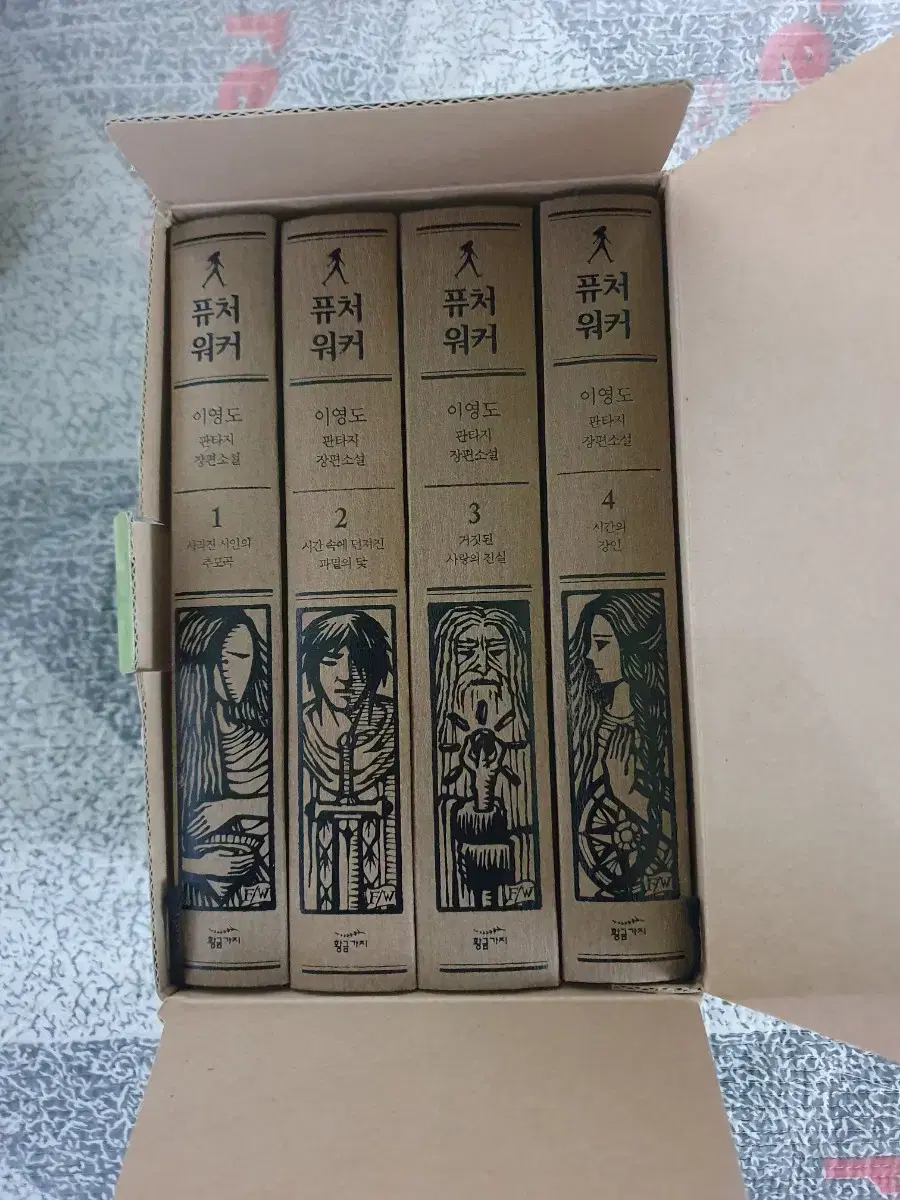 퓨처
워커
이영도
판타지
장편소설
1
사라진 시인의
추모곡
F/W
황금가지
퓨처
워커
이영도
판타지
장편소설
2
시간 속에 던져진
파멸의 닻
F/W
황금가지
퓨처
워커
이영도
판타지
장편소설
3
거짓된
사랑의 진실
F/W
황금가지
퓨처
워커
이영도
판타지
장편소설
4
시간의
장인
F/W
황금가지